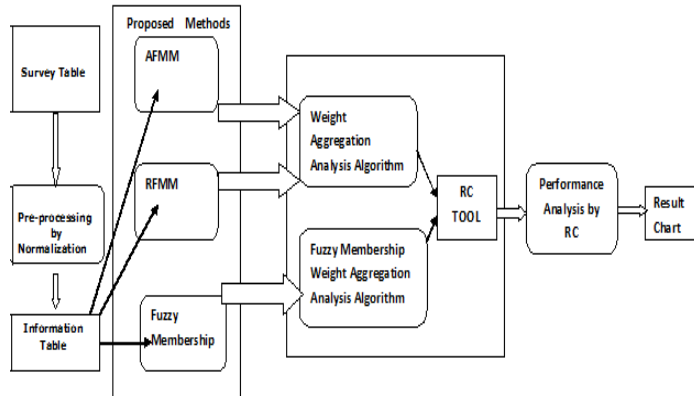 Proposed Methods
Survey Table
Pre-processing
by
Normalization
Information
Table
AFMM
RFMM
Fuzzy
Membership
Weight
Aggregation
Analysis Algorithm
Fuzzy Membership
Weight Aggregation
Analysis Algorithm
RC
TOOL
Performance
Analysis by
RC
Result
Chart